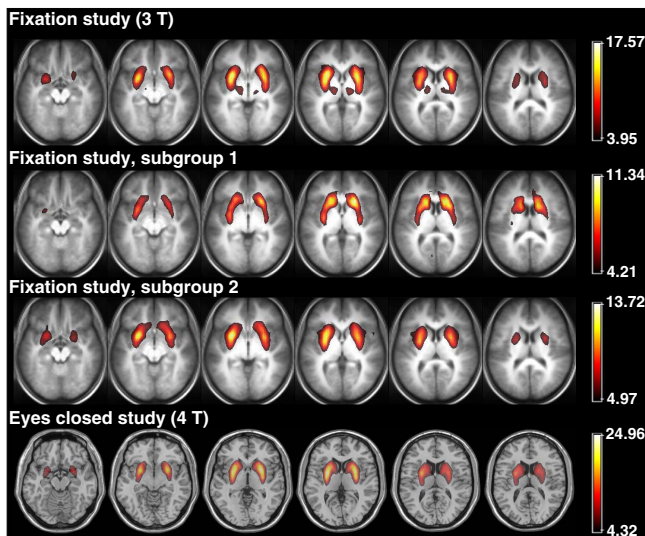 Fixation study (3 T)
17.57
3.95
Fixation study, subgroup 1
11.34
4.21
Fixation study, subgroup 2
13.72
4.97
Eyes closed study (4 T)
24.96
4.32